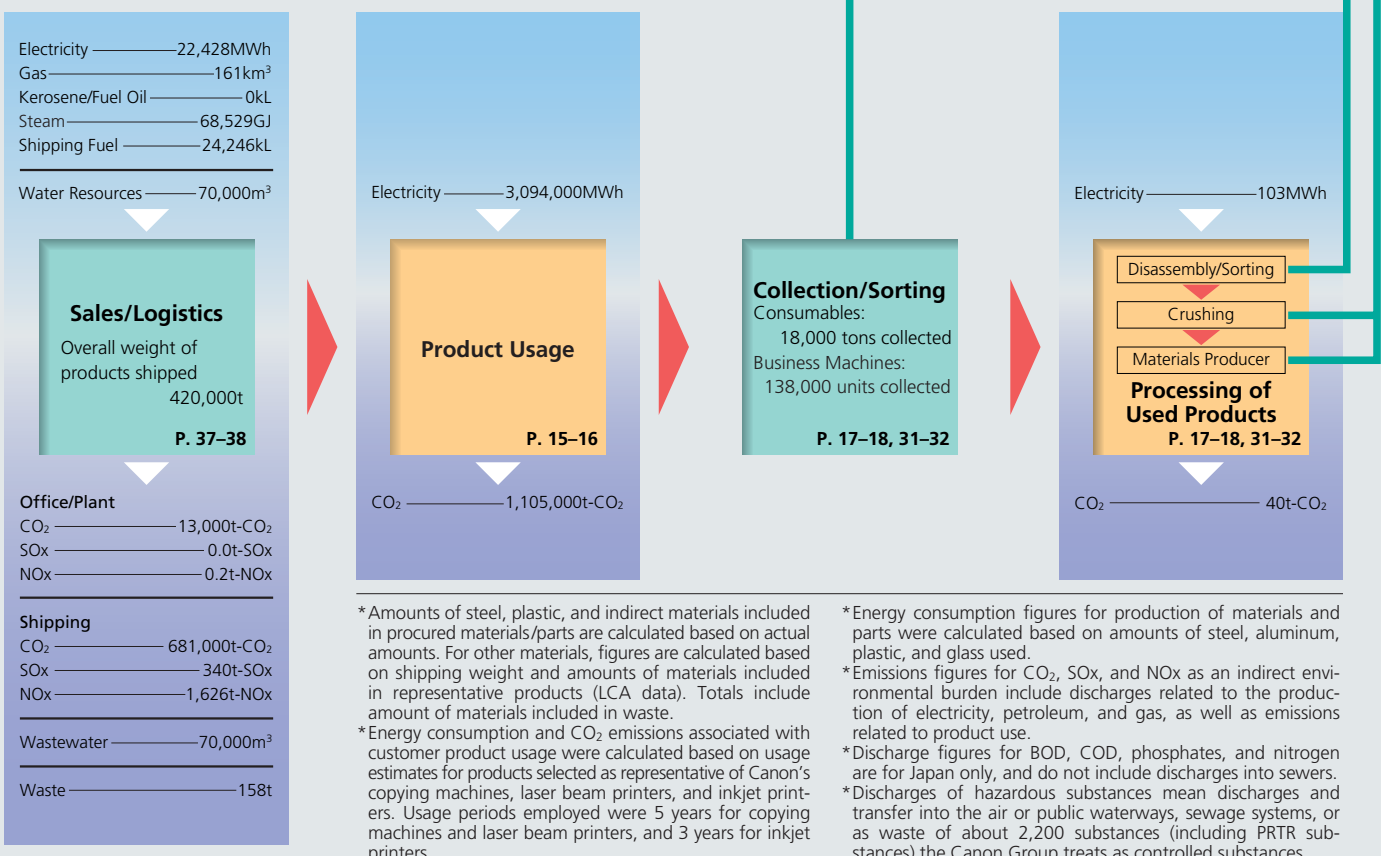 Electricity 22,428MWh
Gas 161km³
Kerosene/Fuel Oil 0kL
Steam 68,529GJ
Shipping Fuel 24,246kL
Water Resources 70,000m³
Sales/Logistics
Overall weight of
products shipped
420,000t
P. 37–38
Office/Plant
CO₂ 13,000t-CO₂
SOx 0.0t-SOx
NOx 0.2t-NOx
Shipping
CO₂ 681,000t-CO₂
SOx 340t-SOx
NOx 1,626t-NOx
Wastewater 70,000m³
Waste 158t
Electricity 3,094,000MWh
Product Usage
P. 15–16
CO₂ 1,105,000t-CO₂
Collection/Sorting
Consumables:
18,000 tons collected
Business Machines:
138,000 units collected
P. 17–18, 31–32
Electricity 103MWh
Disassembly/Sorting
Crushing
Materials Producer
Processing of
Used Products
P. 17–18, 31–32
CO₂ 40t-CO₂
*Amounts of steel, plastic, and indirect materials included
in procured materials/parts are calculated based on actual
amounts. For other materials, figures are calculated based
on shipping weight and amounts of materials included
in representative products (LCA data). Totals include
amount of materials included in waste.
*Energy consumption and CO₂ emissions associated with
customer product usage were calculated based on usage
estimates for products selected as representative of Canon's
copying machines, laser beam printers, and inkjet print-
ers. Usage periods employed were 5 years for copying
machines and laser beam printers, and 3 years for inkjet
printers.
*Energy consumption figures for production of materials and
parts were calculated based on amounts of steel, aluminum,
plastic, and glass used.
*Emissions figures for CO₂, SOx, and NOx as an indirect envi-
ronmental burden include discharges related to the produc-
tion of electricity, petroleum, and gas, as well as emissions
related to product use.
*Discharge figures for BOD, COD, phosphates, and nitrogen
are for Japan only, and do not include discharges into sewers.
*Discharges of hazardous substances mean discharges and
transfer into the air or public waterways, sewage systems, or
as waste of about 2,200 substances (including PRTR sub-
stances) the Canon Group treats as controlled substances.